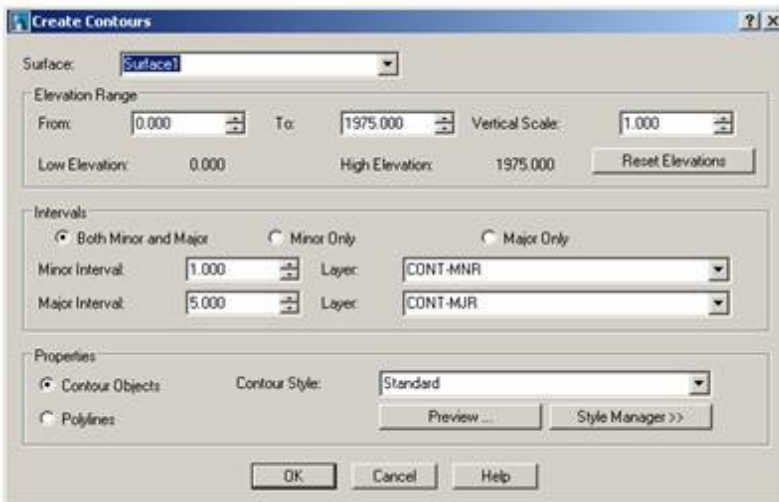 Create Contours
Surface: Surface1
Elevation Range
From: 0.000 To: 1975.000 Vertical Scale: 1.000
Low Elevation: 0.000 High Elevation: 1975.000 Reset Elevations
Intervals
Both Minor and Major Minor Only Major Only
Minor Interval: 1.000 Layer: CONT-MNR
Major Interval: 5.000 Layer: CONT-MJR
Properties
Contour Objects Contour Style: Standard
Polylines Preview ... Style Manager >>
OK Cancel Help